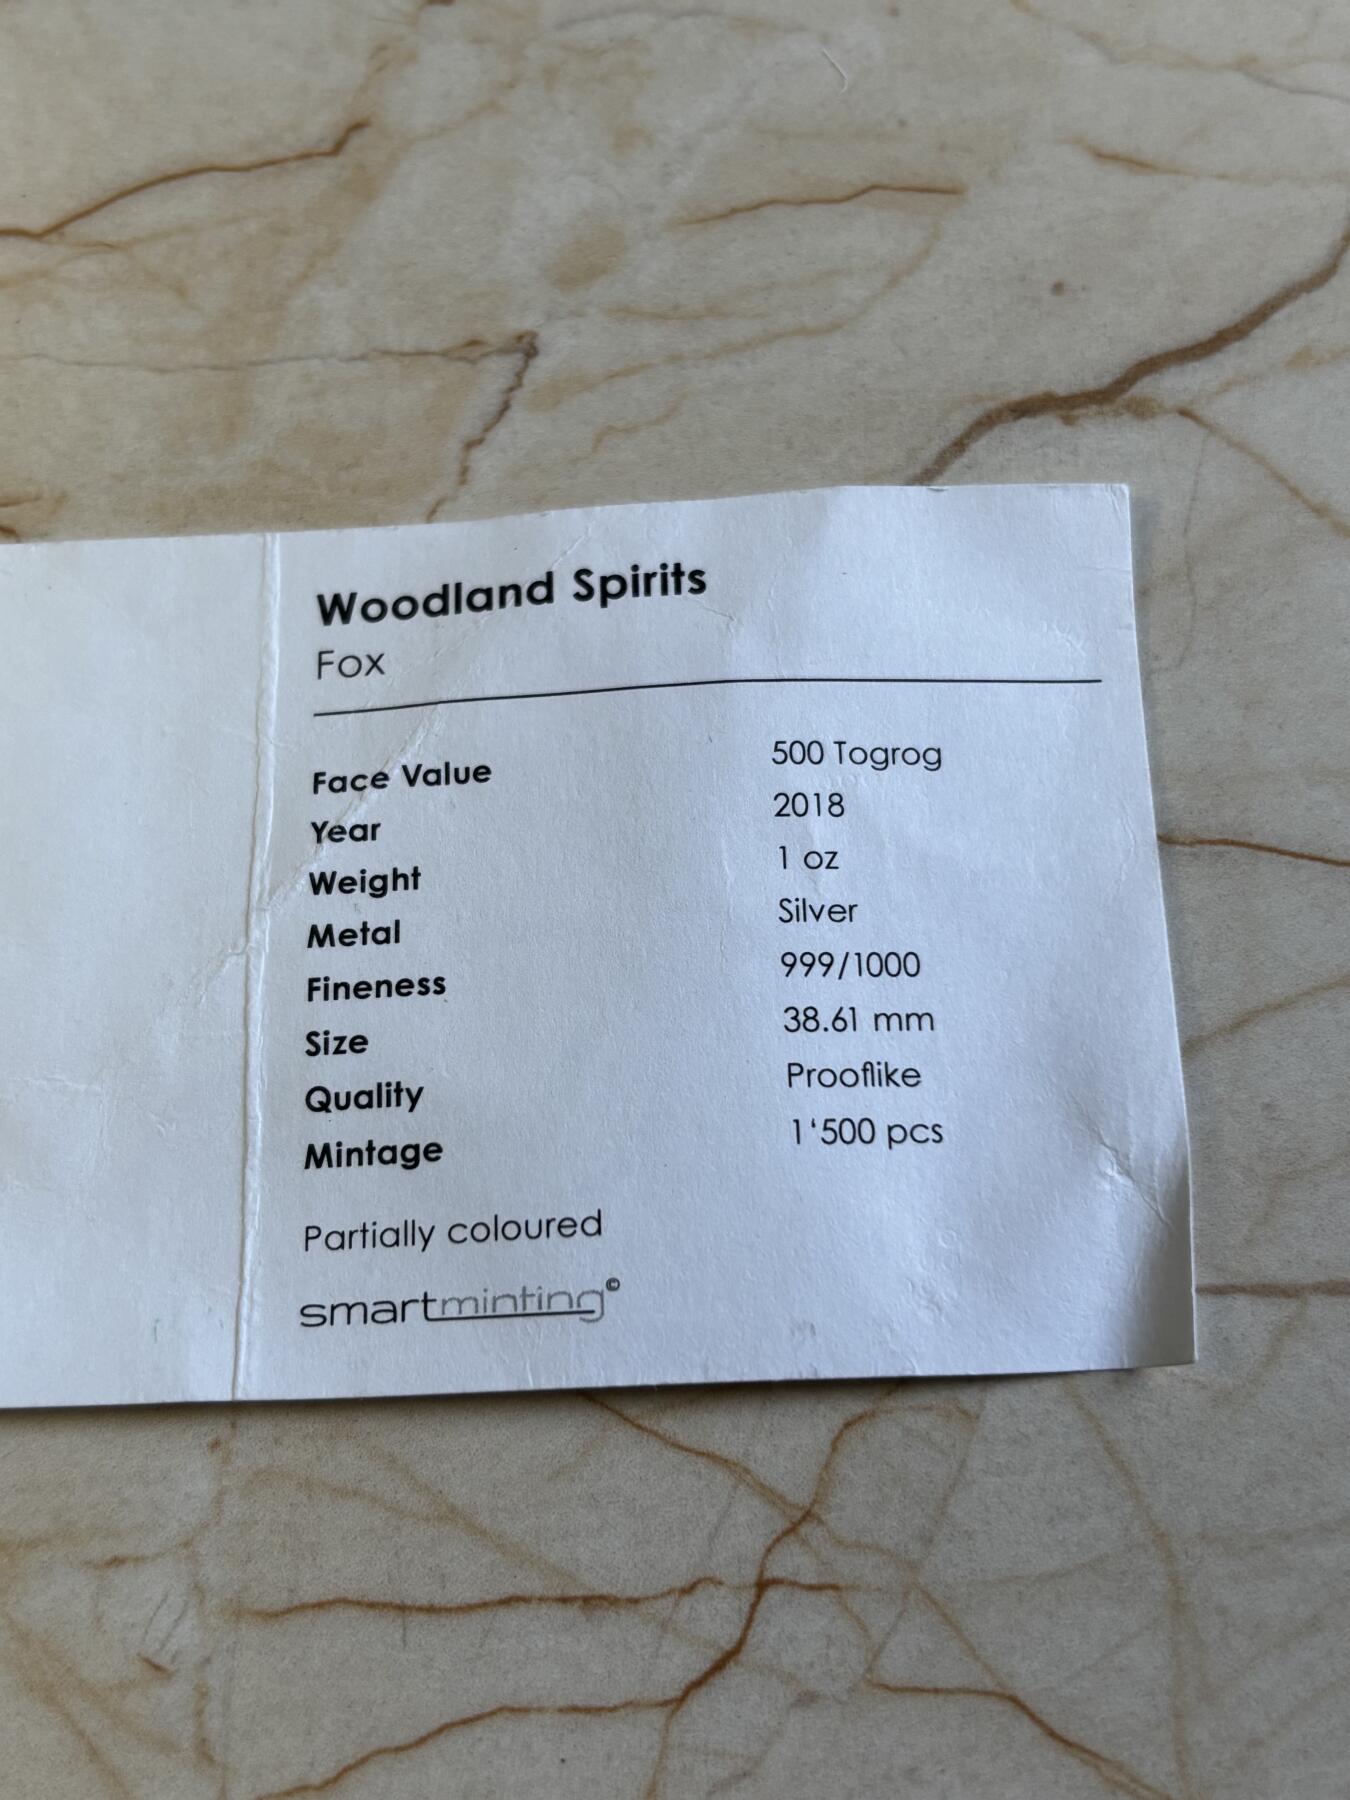 Woodland Spirits
Fox
Face Value 500 Togrog
Year 2018
Weight 1 oz
Metal Silver
Fineness 999/1000
Size 38.61 mm
Quality Prooflike
Mintage 1‘500 pcs
Partially coloured
smartminting©